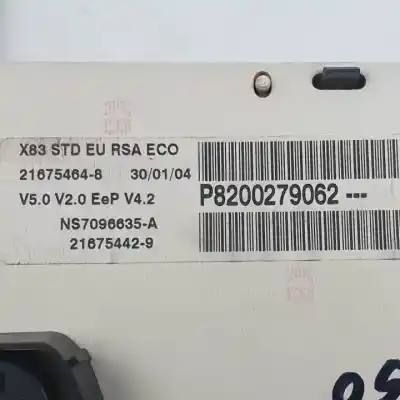 X83 STD EU RSA ECO
21675464-8 30/01/04
V5.0 V2.0 EeP V4.2
P8200279062 ---
NS7096635-A
21675442-9